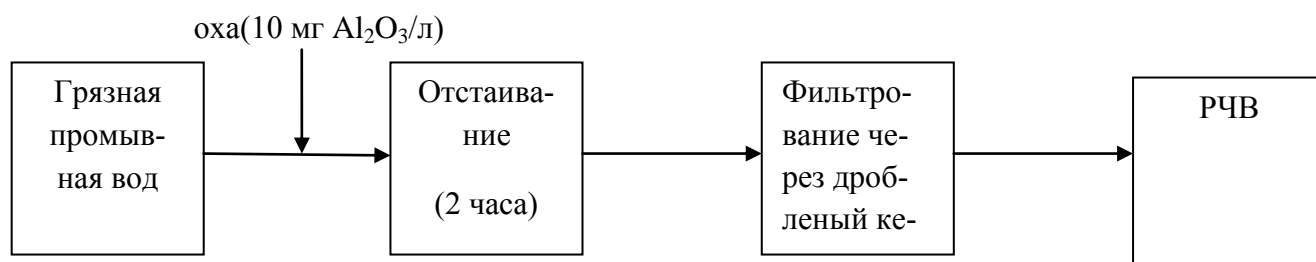 оха(10 мг Al₂O₃/л)
Грязная
промыв-
ная вод
Отстаива-
ние
(2 часа)
Фильтро-
вание че-
рез дроб-
леный ке-
РЧВ